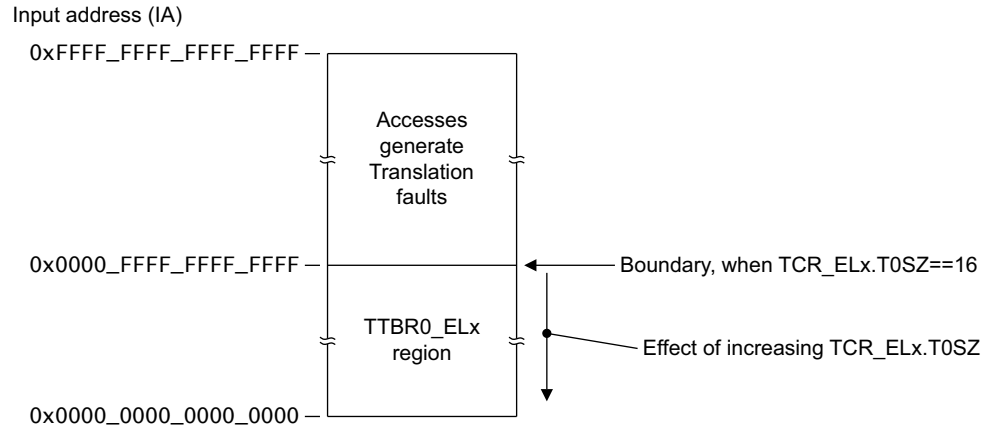 Input address (IA)
0xFFFF_FFFF_FFFF_FFFF
Accesses
generate
Translation
faults
0x0000_FFFF_FFFF_FFFF
Boundary, when TCR_ELx.T0SZ==16
TTBR0_ELx
region
Effect of increasing TCR_ELx.T0SZ
0x0000_0000_0000_0000